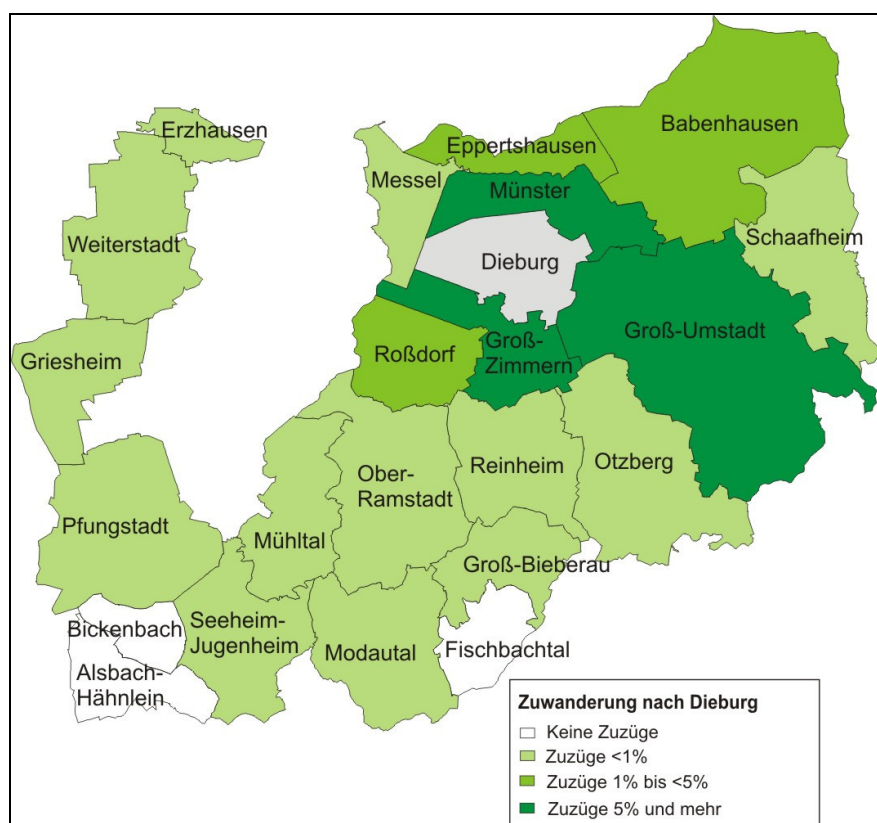 Erzhausen
Babenhausen
Eppertshausen
Messel
Münster
Weiterstadt
Schaafheim
Dieburg
Groß-Umstadt
Griesheim
Roßdorf
Groß-
Zimmern
Ober-
Ramstadt
Reinheim
Otzberg
Pfungstadt
Mühltal
Groß-Bieberau
Bickenbach
Seeheim-
Jugenheim
Modautal
Fischbachtal
Alsbach-
Hähnlein
Zuwanderung nach Dieburg
Keine Zuzüge
Zuzüge <1%
Zuzüge 1% bis <5%
Zuzüge 5% und mehr